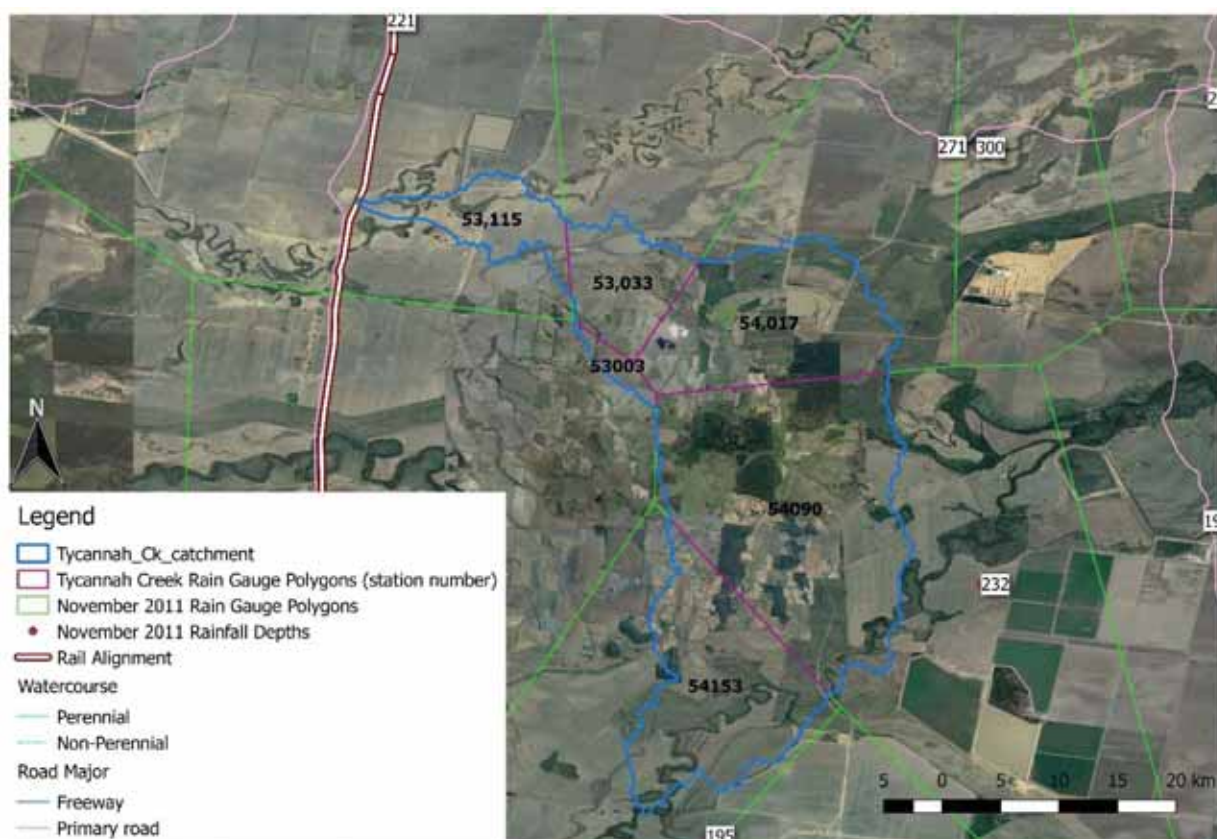 221
2
271 300
53,115
53,033
54,017
53003
N
54090
19
232
54153
195
Legend
Tycannah_Ck_catchment
Tycannah Creek Rain Gauge Polygons (station number)
November 2011 Rain Gauge Polygons
November 2011 Rainfall Depths
Rail Alignment
Watercourse
Perennial
Non-Perennial
Road Major
Freeway
Primary road
5 0 5 10 15 20 km